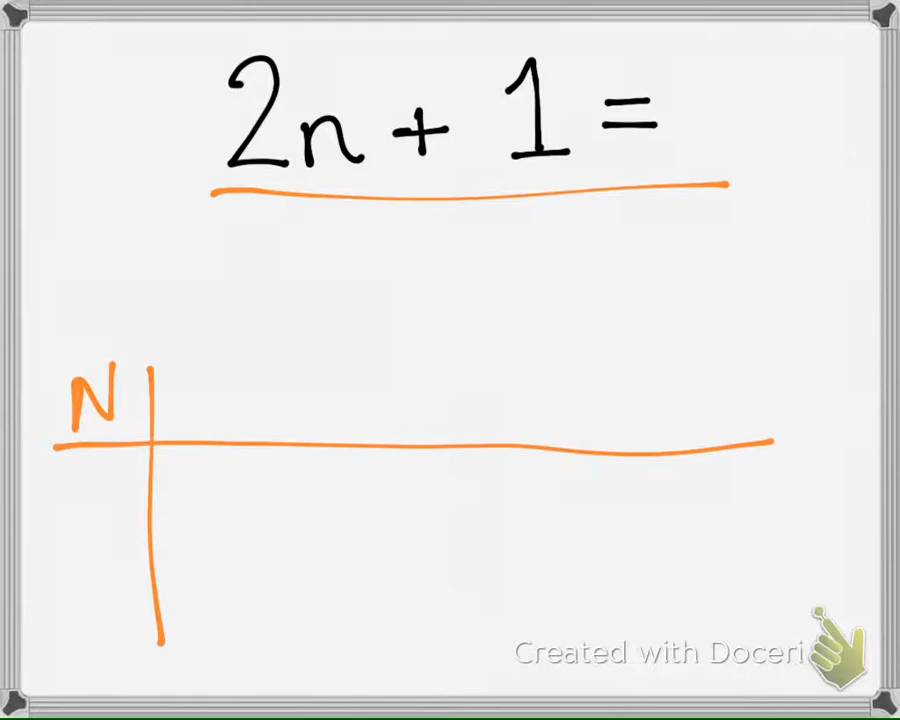 2n + 1 =
N
Created with Doceri